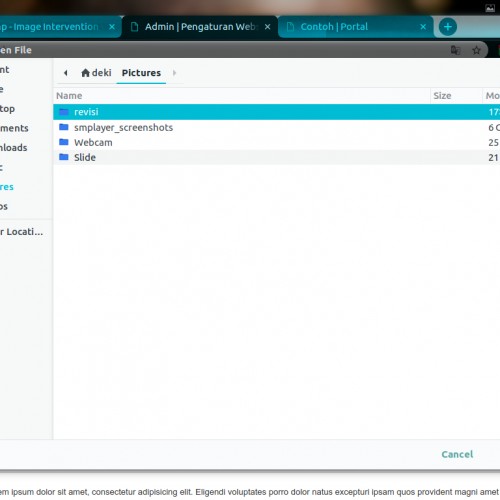 p - Image Intervention
Admin | Pengaturan Webs
Contoh | Portal
en File
nt
e
top
ments
nloads
c
res
os
r Locati...
deki
Pictures
Name
Size
Mo
revisi
17
smplayer_screenshots
6 O
Webcam
25
Slide
21
Cancel
em ipsum dolor sit amet, consectetur adipisicing elit. Eligendi voluptates porro dolor natus excepturi ipsam quos provident magni amet